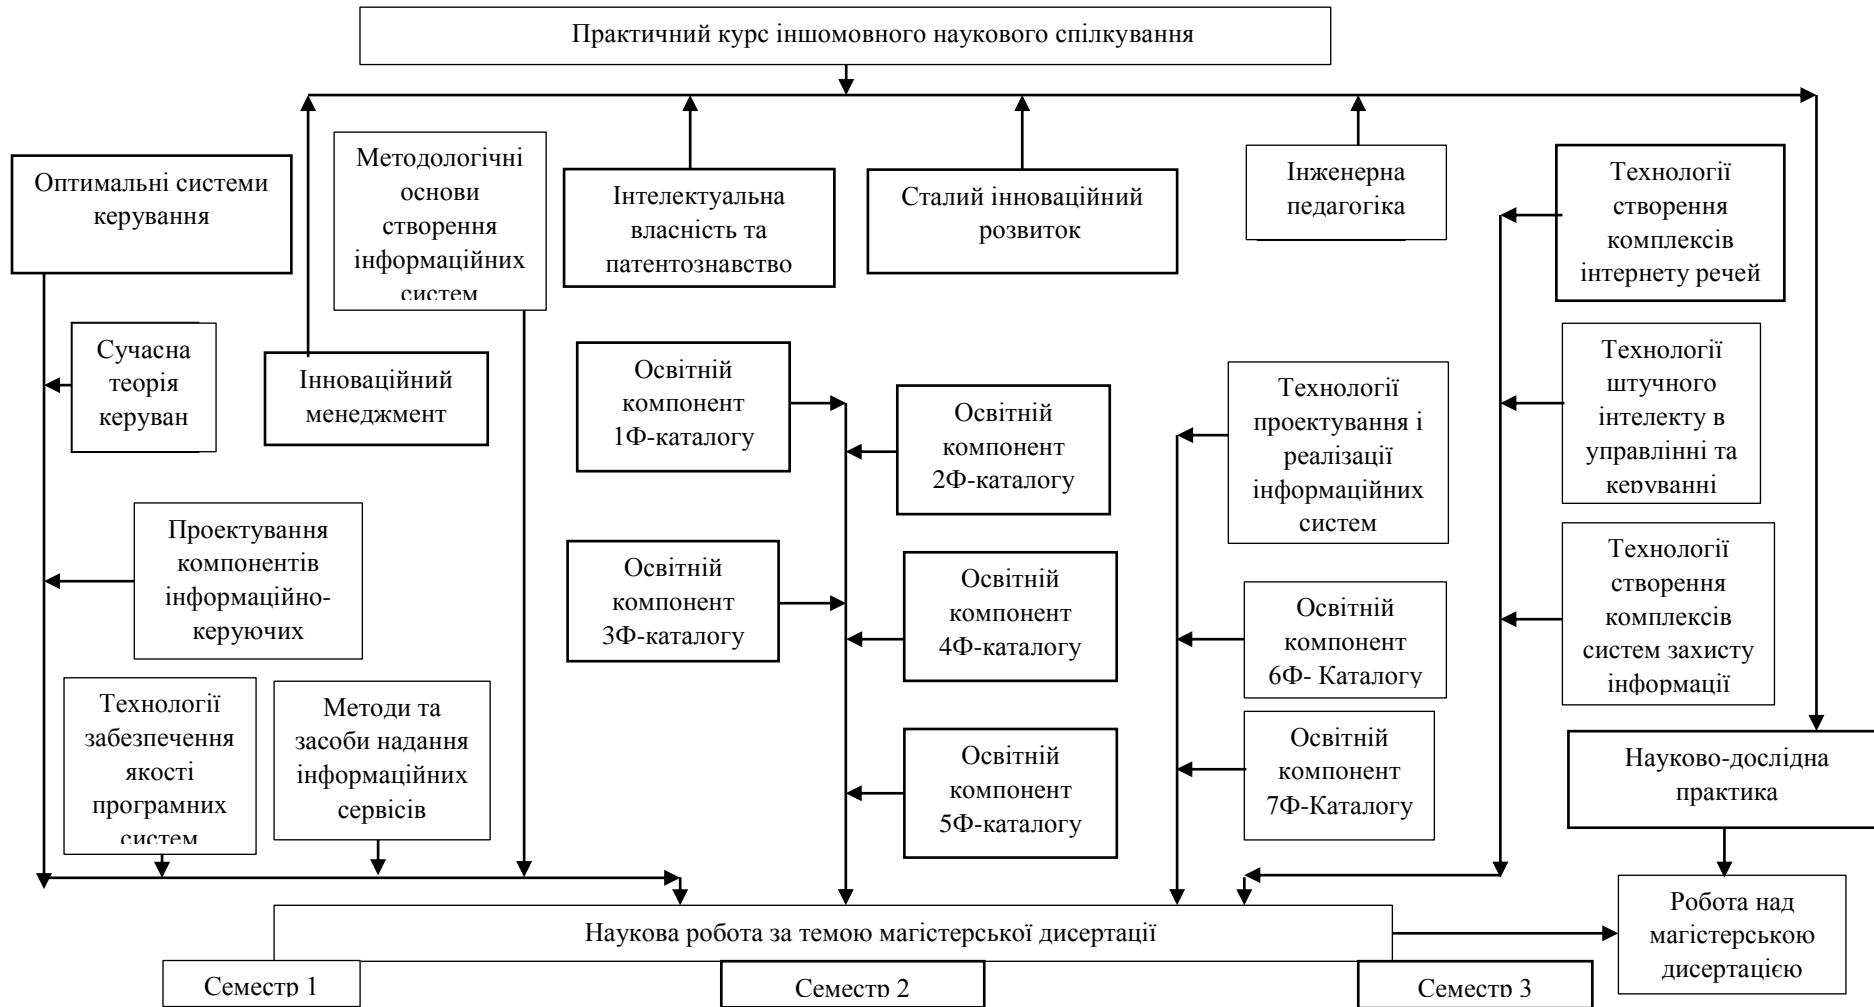 Практичний курс іншомовного наукового спілкування
Оптимальні системи
керування
Методологічні
основи
створення
інформаційних
систем
Інтелектуальна
власність та
патентознавство
Сталий інноваційний
розвиток
Інженерна
педагогіка
Технології
створення
комплексів
інтернету речей
Сучасна
теорія
керуван
Інноваційний
менеджмент
Освітній
компонент
1Ф-каталогу
Освітній
компонент
2Ф-каталогу
Технології
проектування і
реалізації
інформаційних
систем
Технології
штучного
інтелекту в
управлінні та
керуванні
Проектування
компонентів
інформаційно-
керуючих
Освітній
компонент
3Ф-каталогу
Освітній
компонент
4Ф-каталогу
Освітній
компонент
6Ф- Каталогу
Технології
створення
комплексів
систем захисту
інформації
Технології
забезпечення
якості
програмних
систем
Методи та
засоби надання
інформаційних
сервісів
Освітній
компонент
5Ф-каталогу
Освітній
компонент
7Ф-Каталогу
Науково-дослідна
практика
Наукова робота за темою магістерської дисертації
Робота над
магістерською
дисертацією
Семестр 1
Семестр 2
Семестр 3